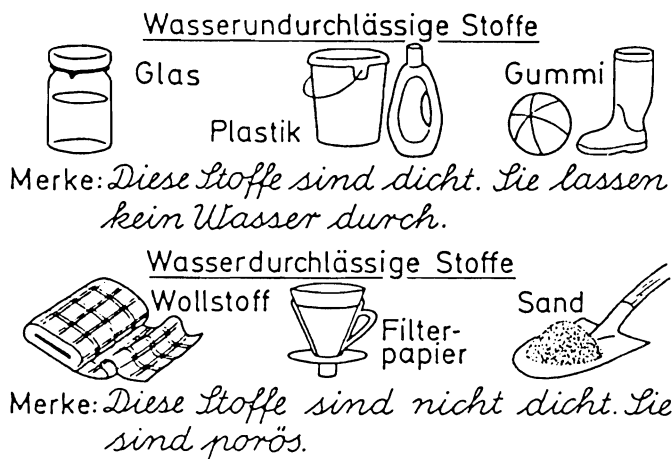 Wasserundurchlässige Stoffe
Glas
Plastik
Gummi
Merke: Diese Stoffe sind dicht. Sie lassen
kein Wasser durch.
Wasserdurchlässige Stoffe
Wollstoff
Filter-
papier
Sand
Merke: Diese Stoffe sind nicht dicht. Sie
sind porös.